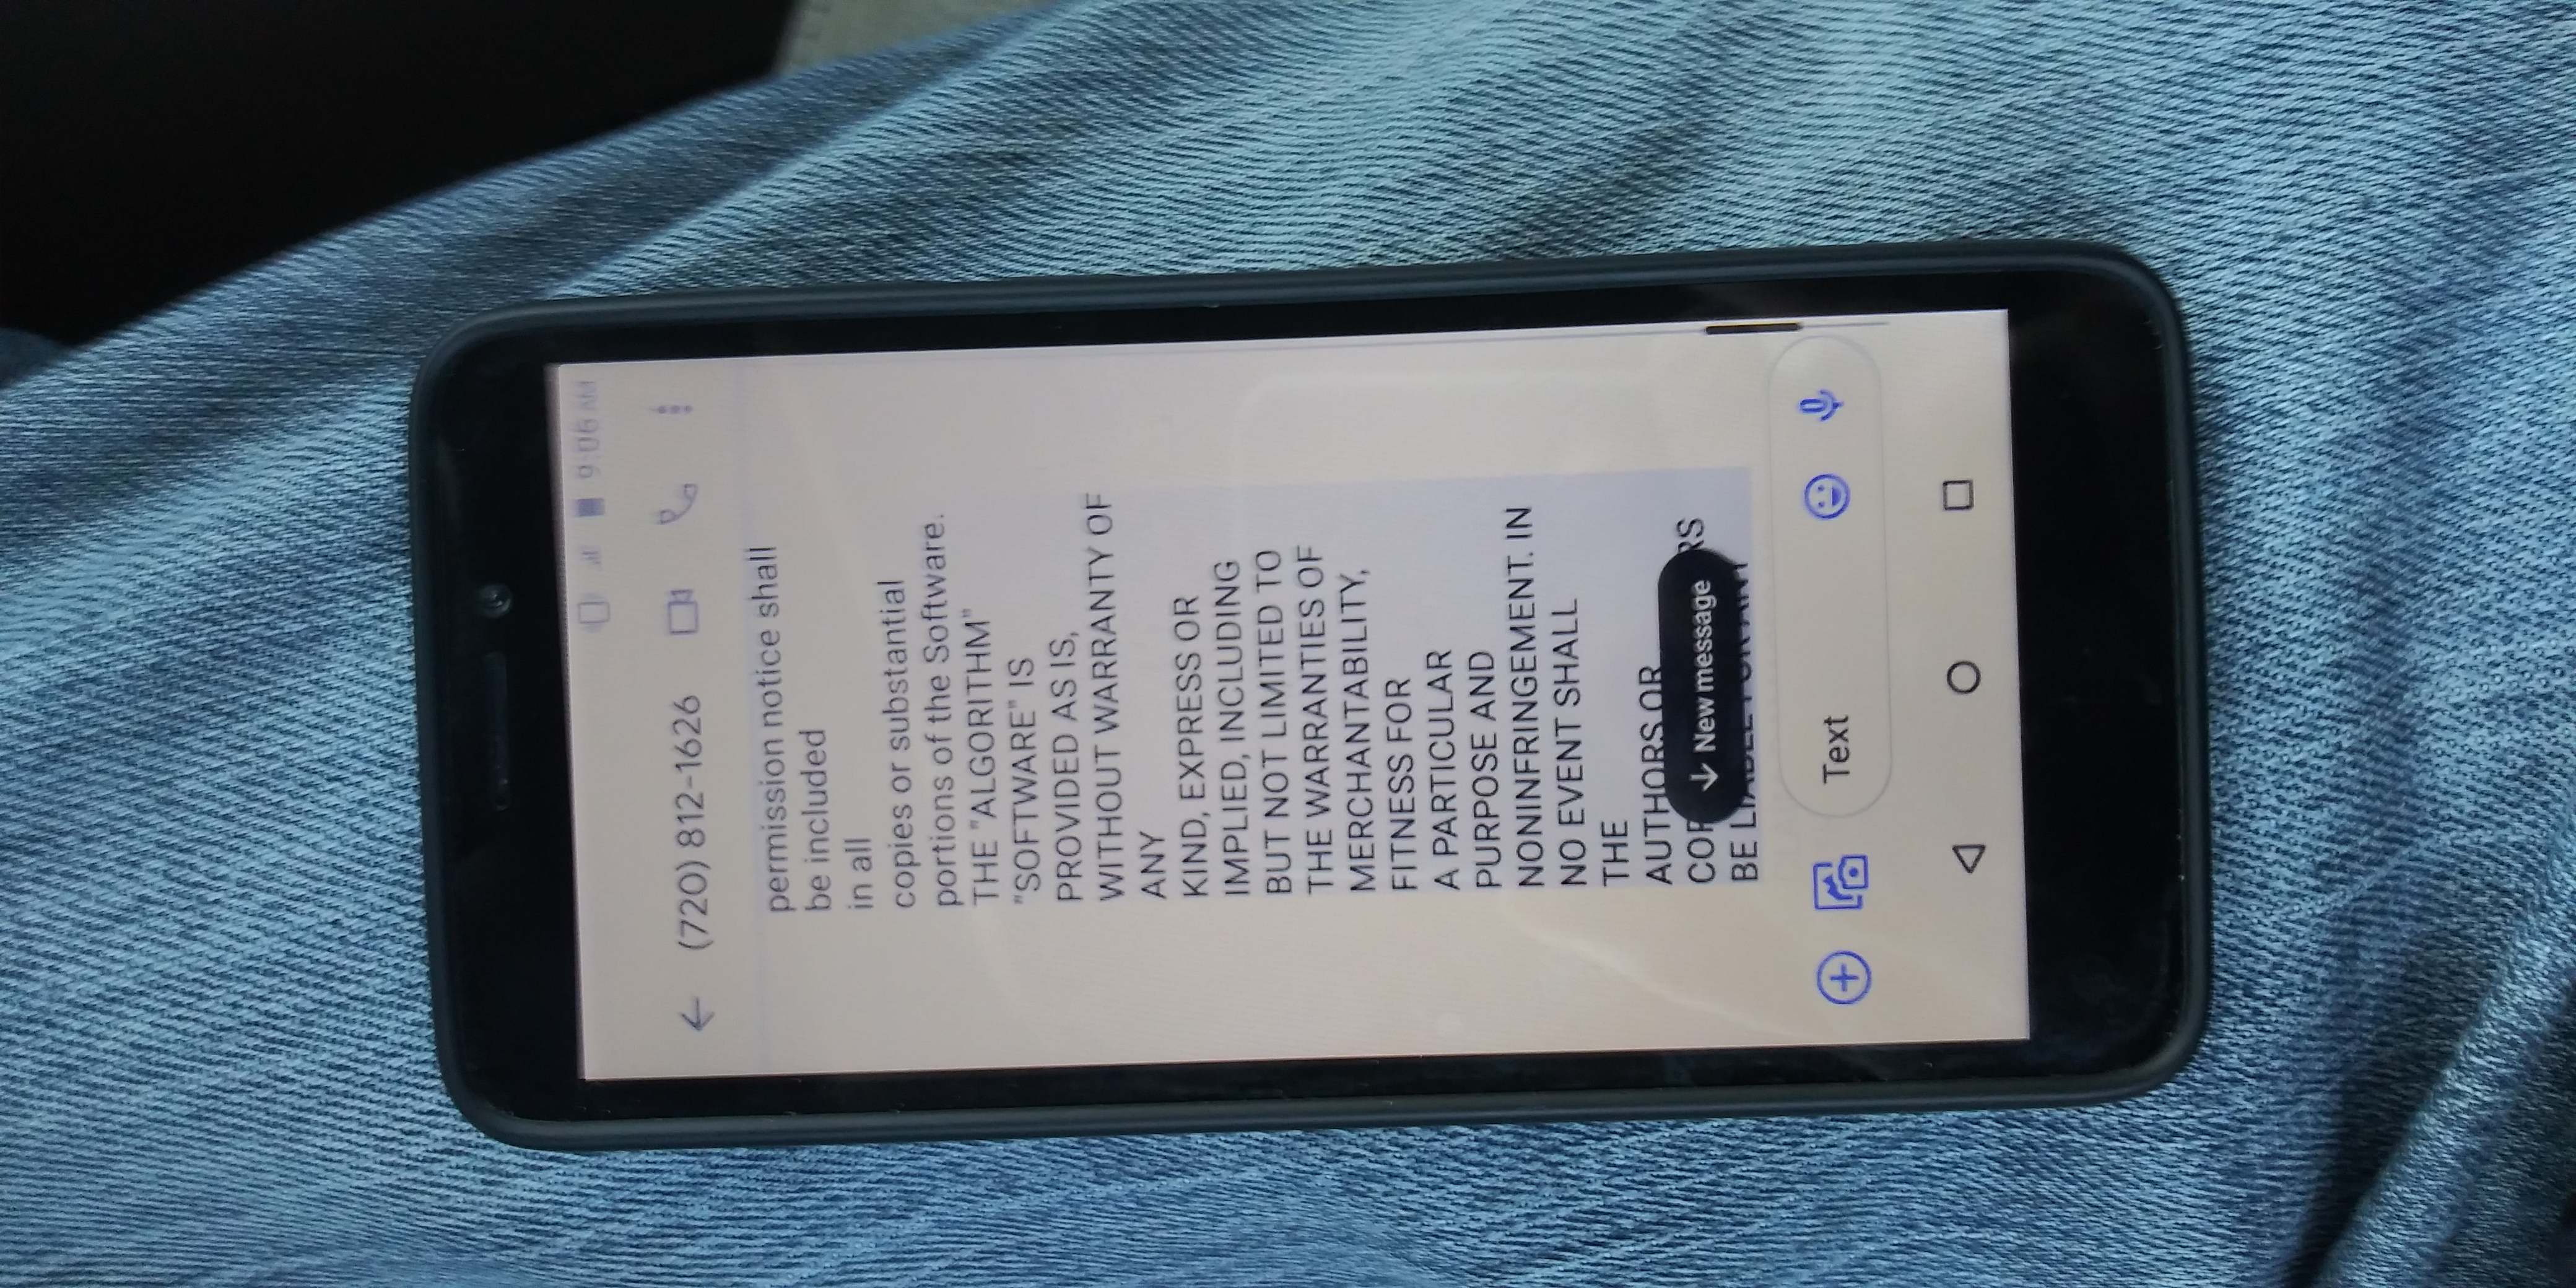 9:06 AM
(720) 812-1626
permission notice shall
be included
in all
copies or substantial
portions of the Software.
THE "ALGORITHM"
"SOFTWARE" IS
PROVIDED AS IS,
WITHOUT WARRANTY OF
ANY
KIND, EXPRESS OR
IMPLIED, INCLUDING
BUT NOT LIMITED TO
THE WARRANTIES OF
MERCHANTABILITY,
FITNESS FOR
A PARTICULAR
PURPOSE AND
NONINFRINGEMENT. IN
NO EVENT SHALL
THE
AUTHORS OR
BE
New message
Text